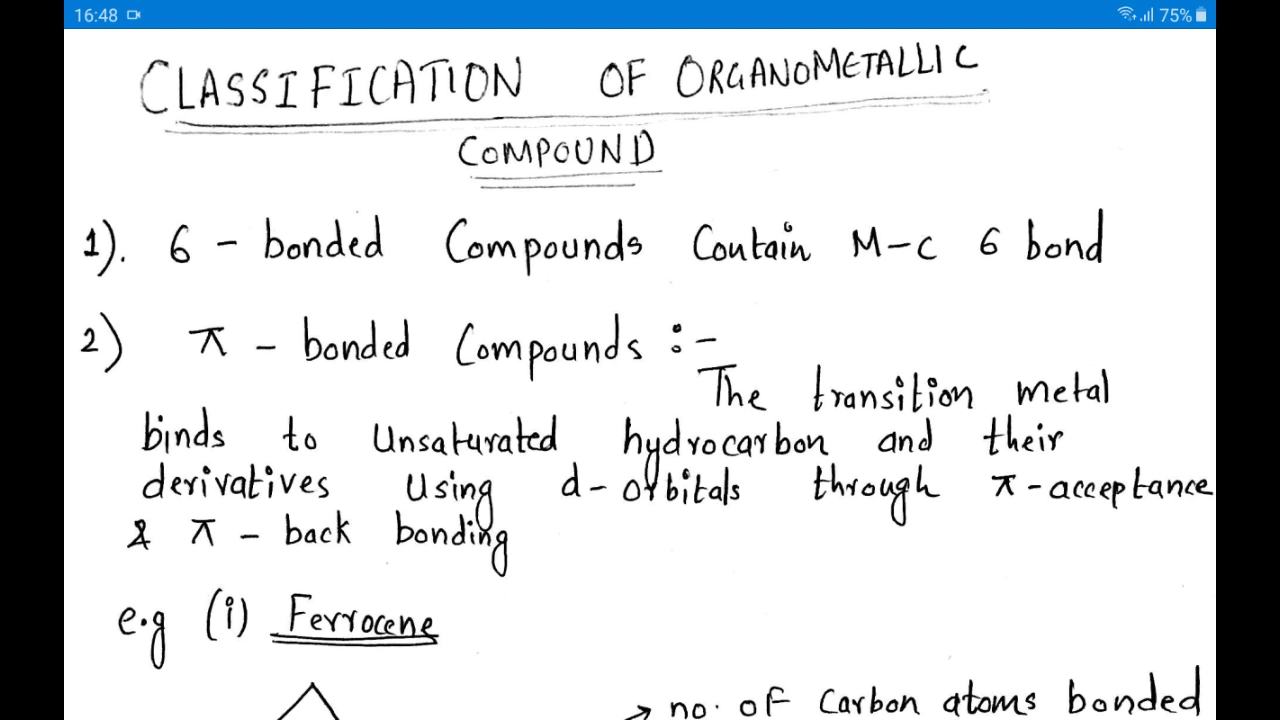 16:48 75%
CLASSIFICATION OF ORGANOMETALLIC
COMPOUND
1). 6 - bonded Compounds Contain M-C 6 bond
2) π - bonded Compounds :-
The transition metal
binds to Unsaturated hydrocarbon and their
derivatives Using d-orbitals through π-acceptance
& π - back bonding
e.g (i) Ferrocene
→ no. of Carbon atoms bonded